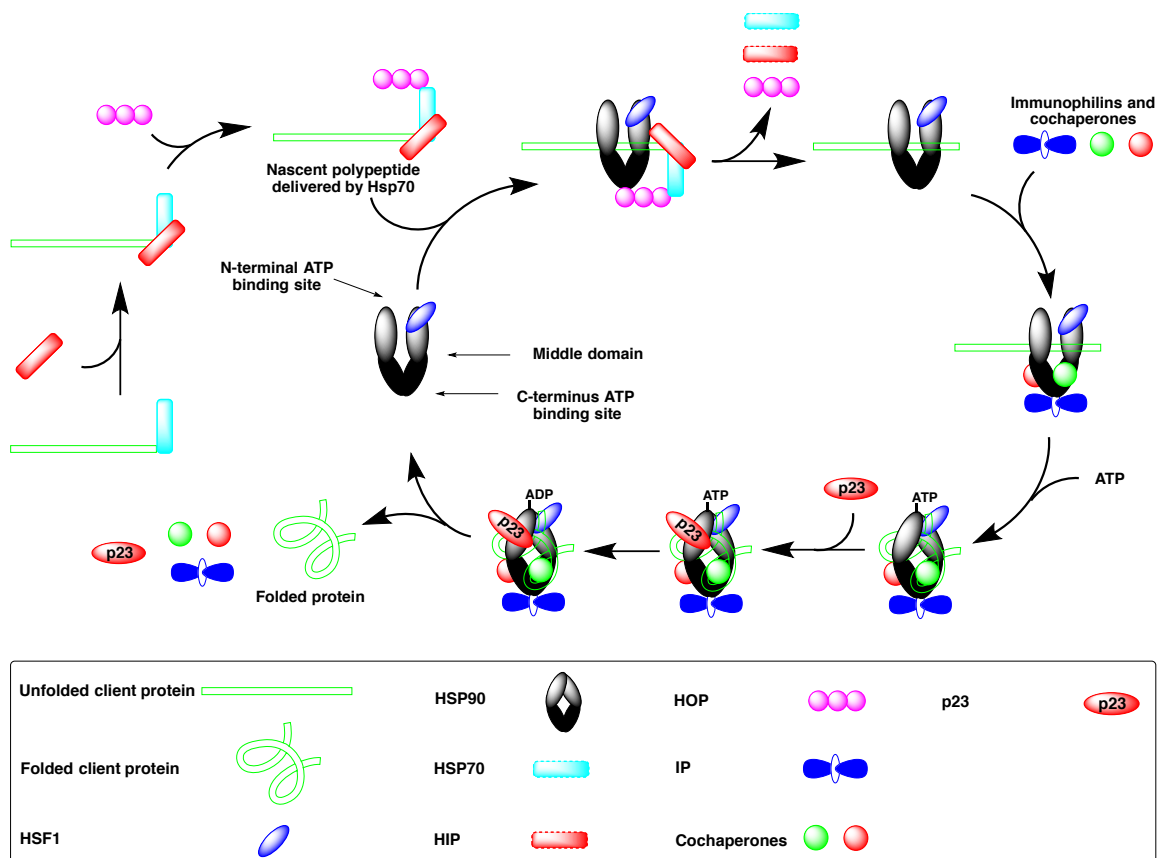 Immunophilins and
cochaperones
Nascent polypeptide
delivered by Hsp70
N-terminal ATP
binding site
Middle domain
C-terminus ATP
binding site
ATP
ATP
p23
ATP
p23
ADP
p23
p23
Folded protein
Unfolded client protein
HSP90
HOP
p23
p23
Folded client protein
HSP70
IP
HSF1
HIP
Cochaperones